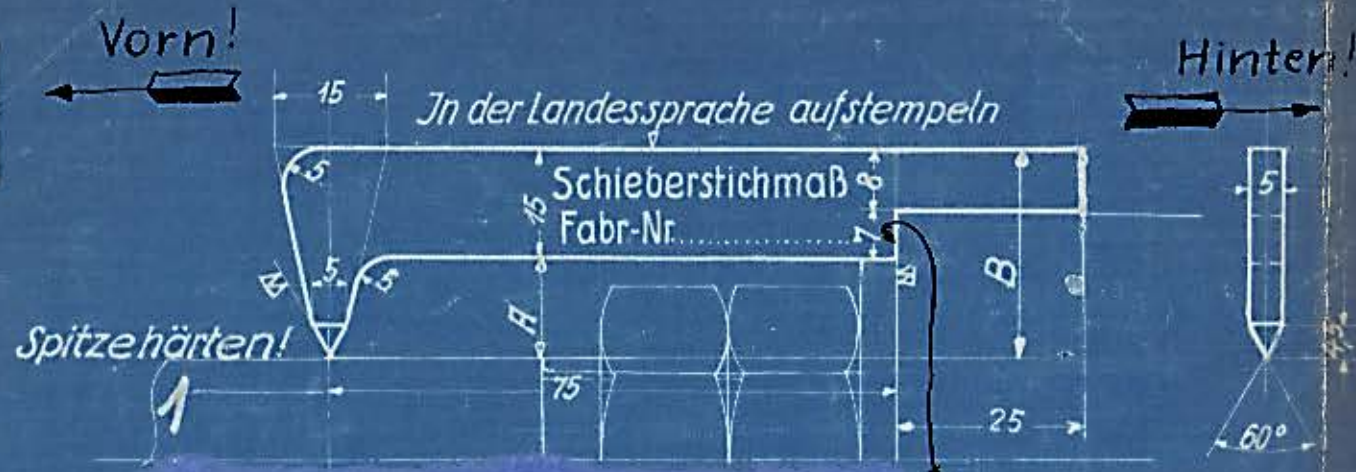 Vorn!
Hinten!
15
Jn der Landessprache aufstempeln
5
Schieberstichmaß
Fabr-Nr.
15
8
7
5
5
5
A
B
Spitze härten!
1
75
25
60°